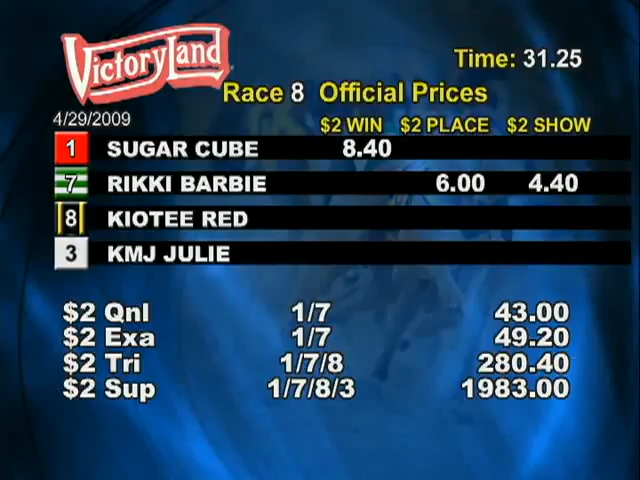 VictoryLand
Time: 31.25
Race 8 Official Prices
4/29/2009
$2 WIN $2 PLACE $2 SHOW
1 SUGAR CUBE 8.40
7 RIKKI BARBIE 6.00 4.40
8 KIOTEE RED
3 KMJ JULIE
$2 Qnl 1/7 43.00
$2 Exa 1/7 49.20
$2 Tri 1/7/8 280.40
$2 Sup 1/7/8/3 1983.00